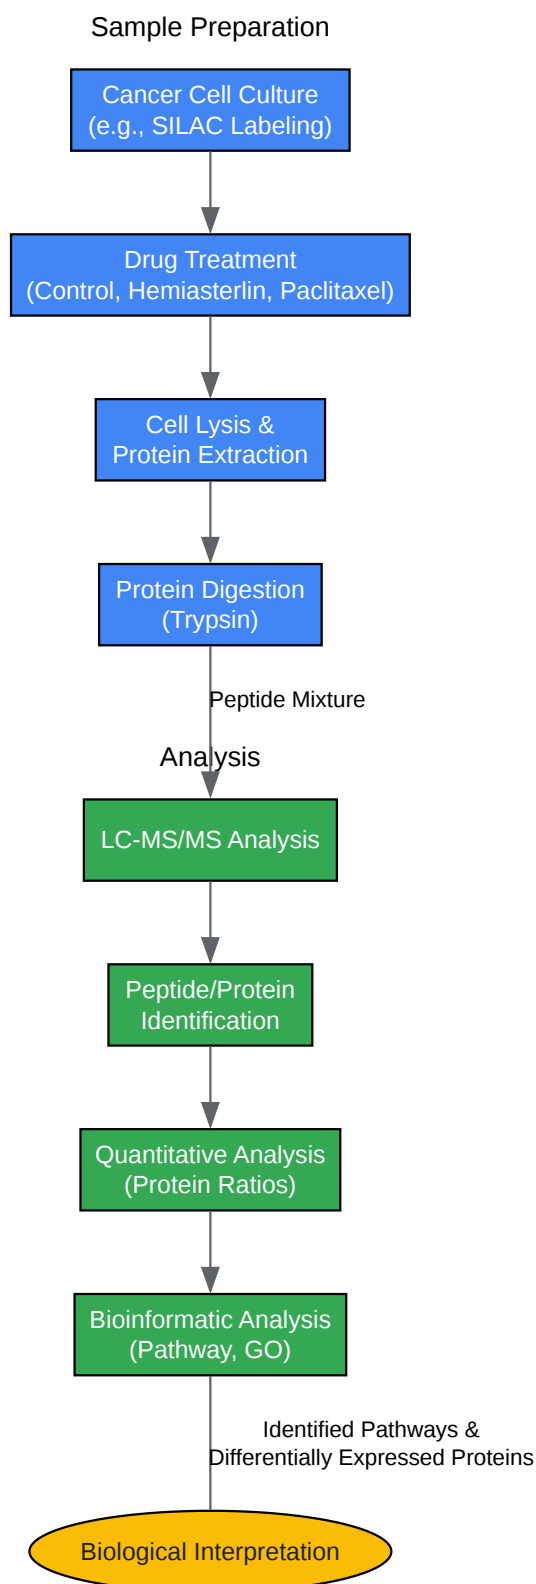 Sample Preparation
Cancer Cell Culture
(e.g., SILAC Labeling)
Drug Treatment
(Control, Hemiasterlin, Paclitaxel)
Cell Lysis &
Protein Extraction
Protein Digestion
(Trypsin)
Peptide Mixture
Analysis
LC-MS/MS Analysis
Peptide/Protein
Identification
Quantitative Analysis
(Protein Ratios)
Bioinformatic Analysis
(Pathway, GO)
Identified Pathways &
Differentially Expressed Proteins
Biological Interpretation